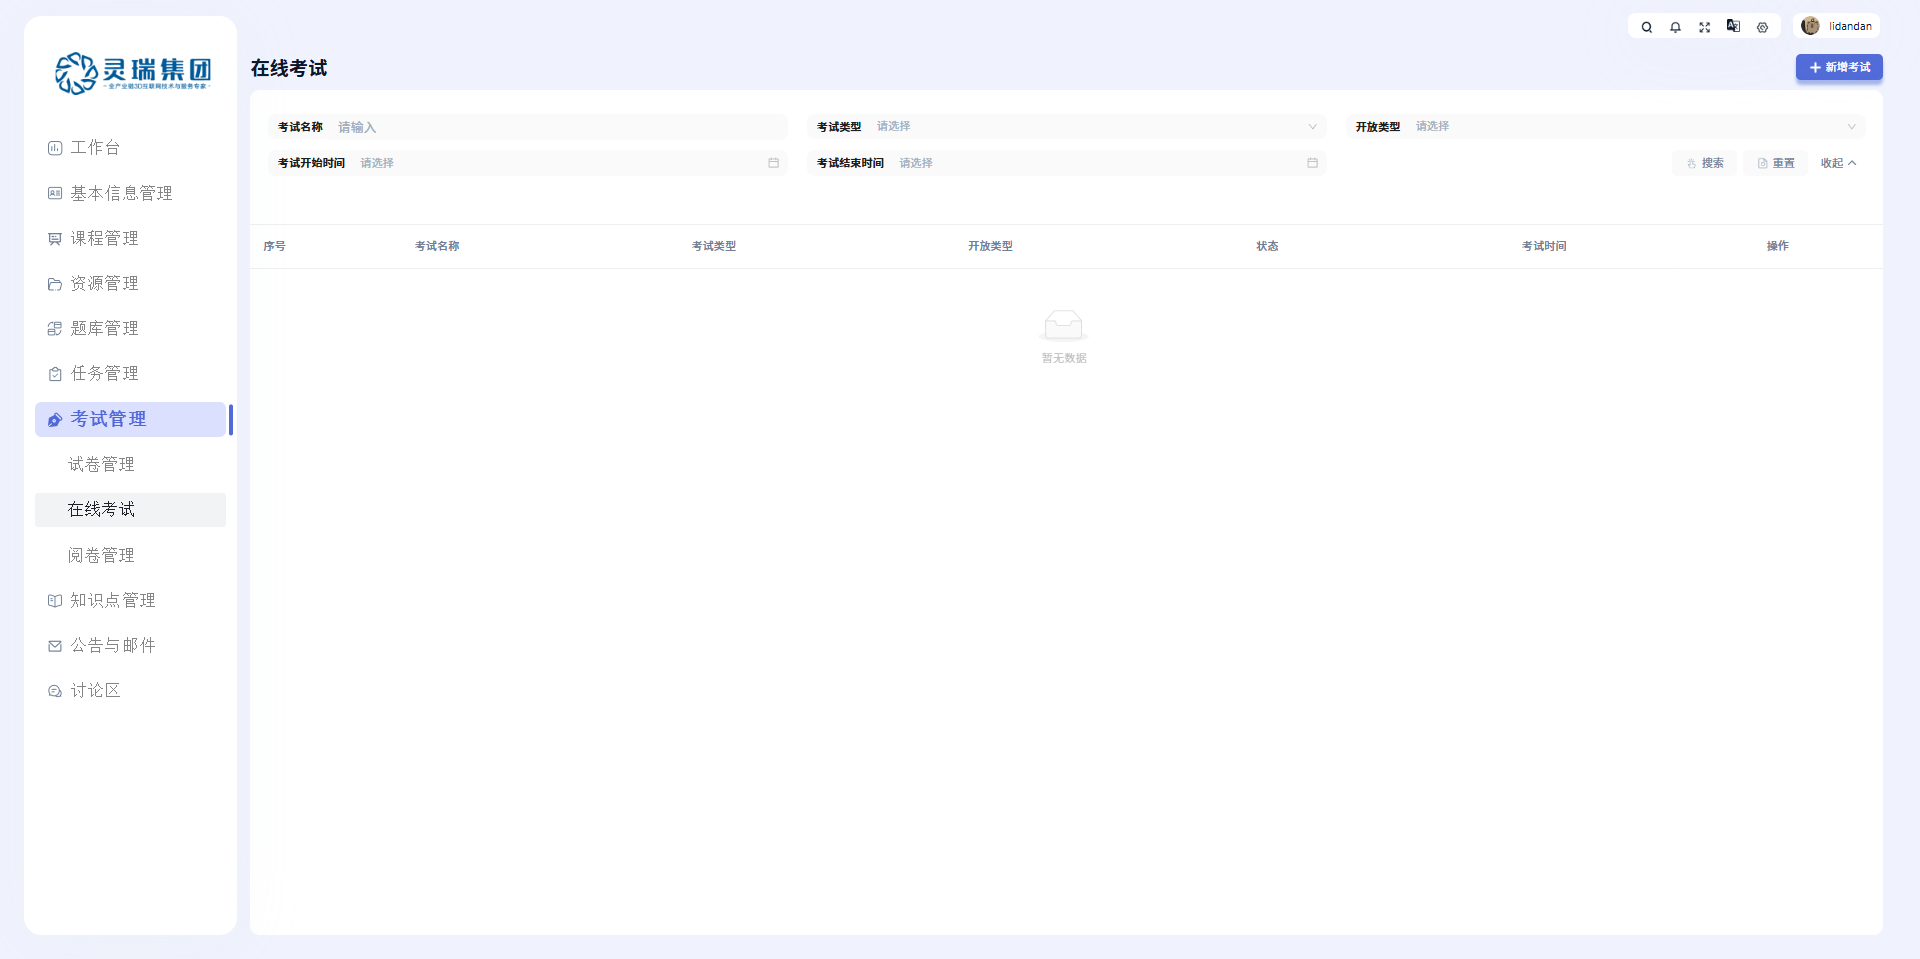 lidandan
灵瑞集团
-全产业链3D互联网技术与服务专家-
在线考试
新增考试
工作台
基本信息管理
课程管理
资源管理
题库管理
任务管理
考试管理
试卷管理
在线考试
阅卷管理
知识点管理
公告与邮件
讨论区
考试名称 请输入
考试类型 请选择
开放类型 请选择
考试开始时间 请选择
考试结束时间 请选择
搜索 重置 收起
序号 考试名称 考试类型 开放类型 状态 考试时间 操作
暂无数据